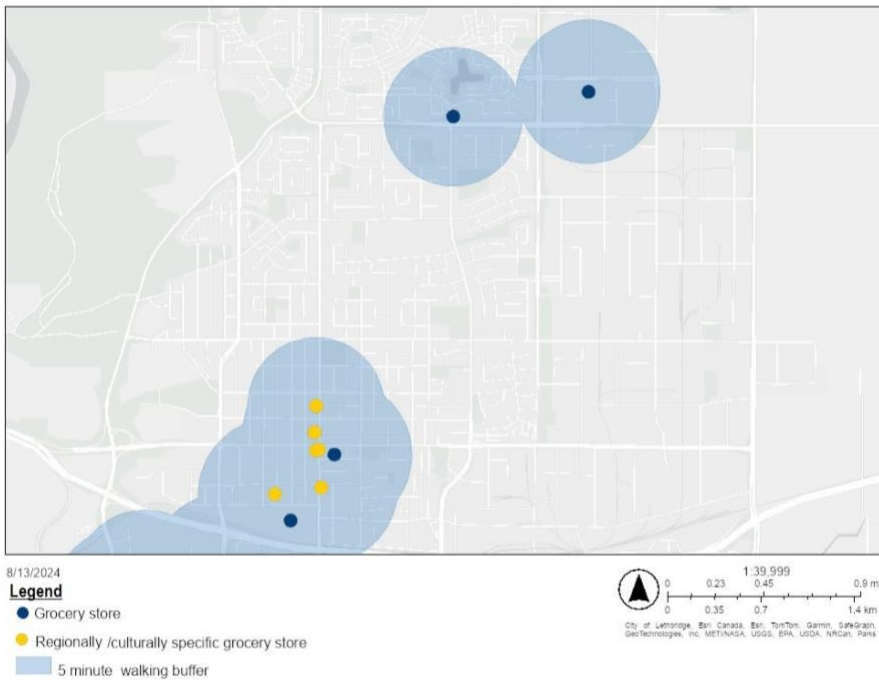 8/13/2024
Legend
Grocery store
Regionally /culturally specific grocery store
5 minute walking buffer
1:39,999
0 0.23 0.45 0.9 m
0 0.35 0.7 1.4 km
City of Lethbridge, Esri Canada, Esri, TomTom, Garmin, SafeGraph,
GeoTechnologies, Inc, METI/NASA, USGS, EPA, USDA, NRCan, Parks